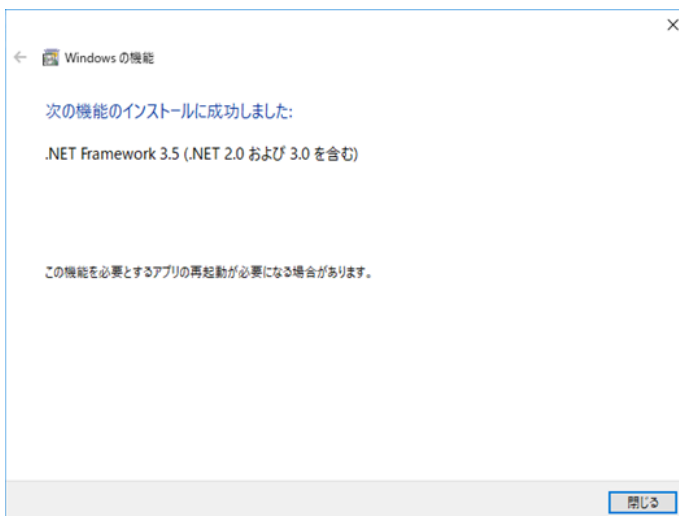 Windows の機能
次の機能のインストールに成功しました:
.NET Framework 3.5 (.NET 2.0 および 3.0 を含む)
この機能を必要とするアプリの再起動が必要になる場合があります。
閉じる